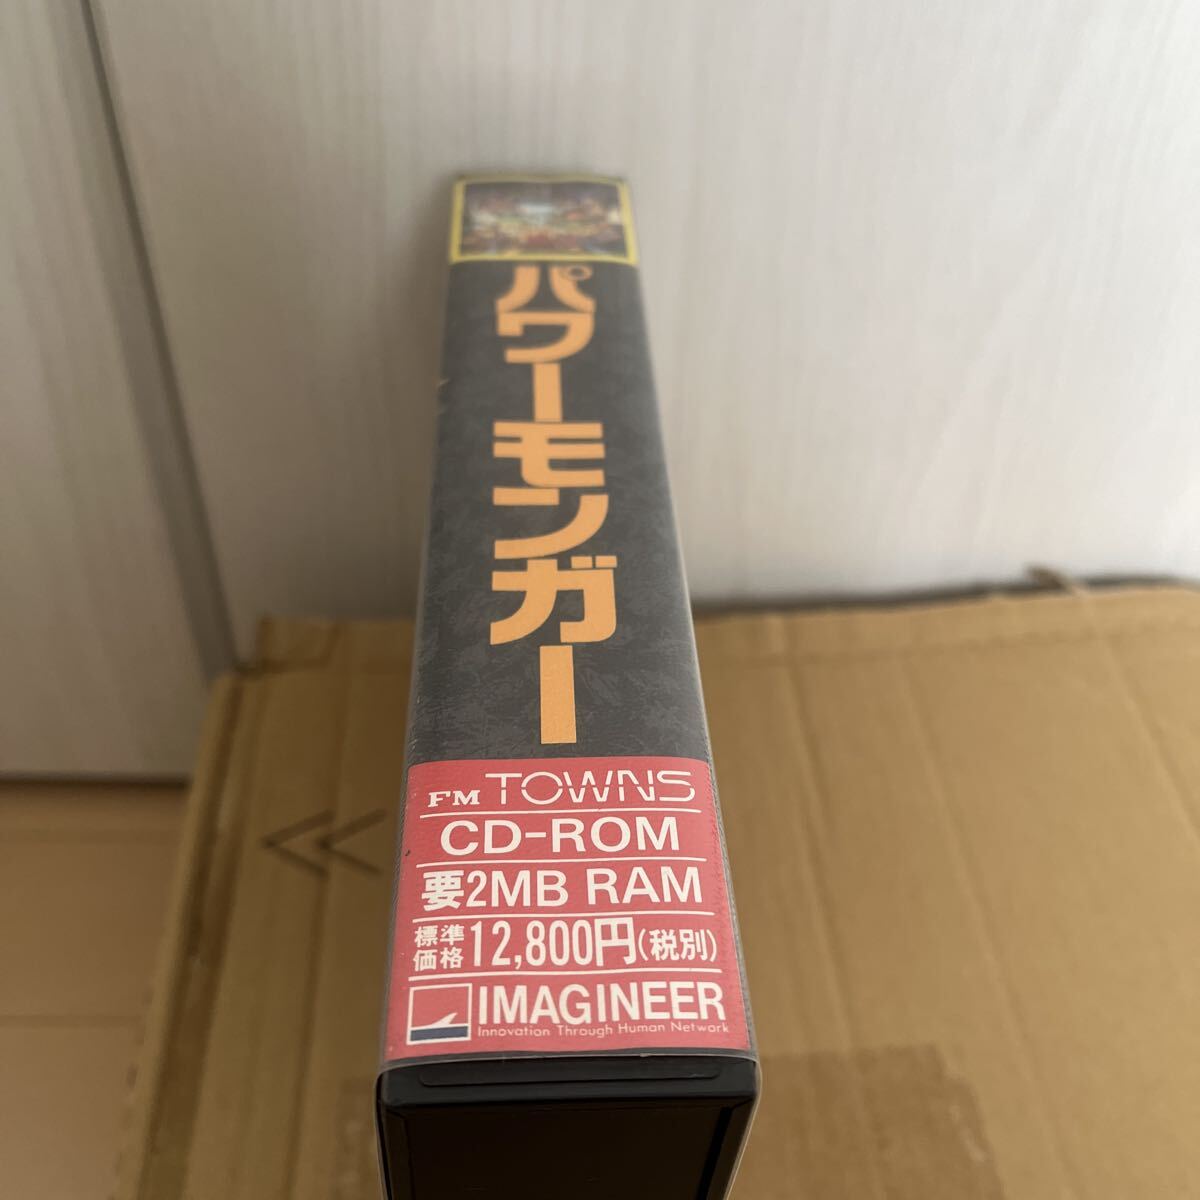 パワーモンガー
FM TOWNS
CD-ROM
要2MB RAM
標準価格 12,800円(税別)
IMAGINEER
Innovation Through Human Network